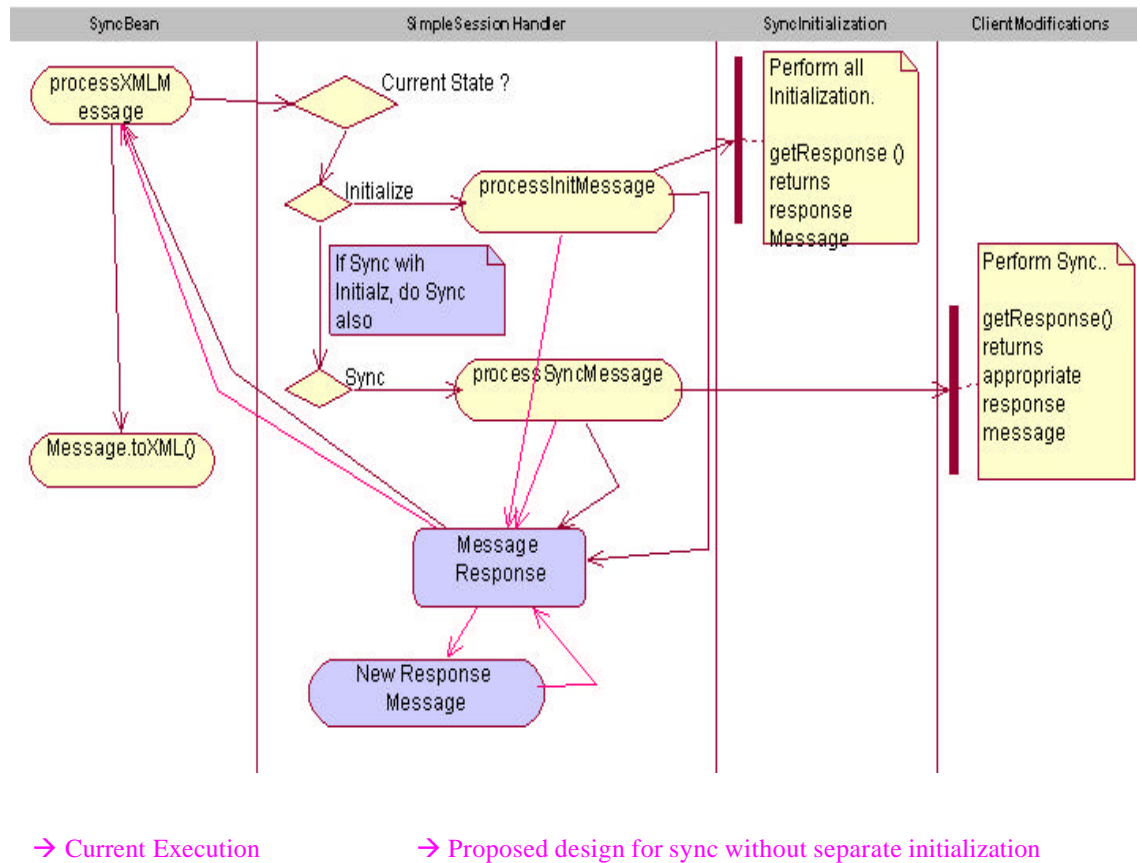 SyncBean
SimpleSession Handler
SyncInitialization
ClientModifications
processXMLM
essage
Current State ?
Perform all
Initialization.
getResponse ()
returns
response
Message
Initialize
processInitMessage
If Sync wih
Initialz, do Sync
also
Perform Sync..
getResponse()
returns
appropriate
response
message
Sync
processSyncMessage
Message.toXML()
Message
Response
New Response
Message
→ Current Execution
→ Proposed design for sync without separate initialization